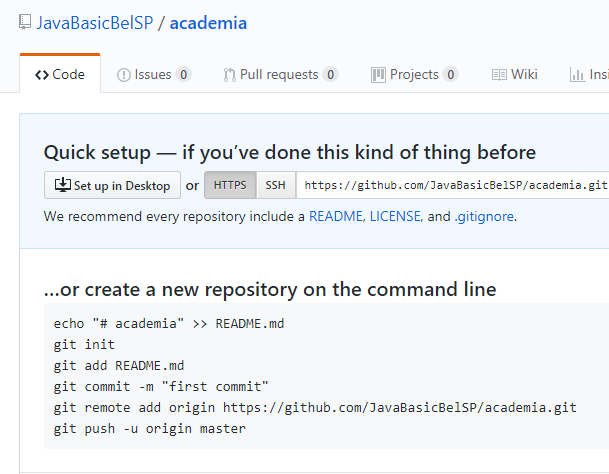 JavaBasicBelSP / academia
Code Issues 0 Pull requests 0 Projects 0 Wiki Insi
Quick setup — if you've done this kind of thing before
Set up in Desktop or HTTPS SSH https://github.com/JavaBasicBelSP/academia.git
We recommend every repository include a README, LICENSE, and .gitignore.
…or create a new repository on the command line
echo "# academia" >> README.md
git init
git add README.md
git commit -m "first commit"
git remote add origin https://github.com/JavaBasicBelSP/academia.git
git push -u origin master